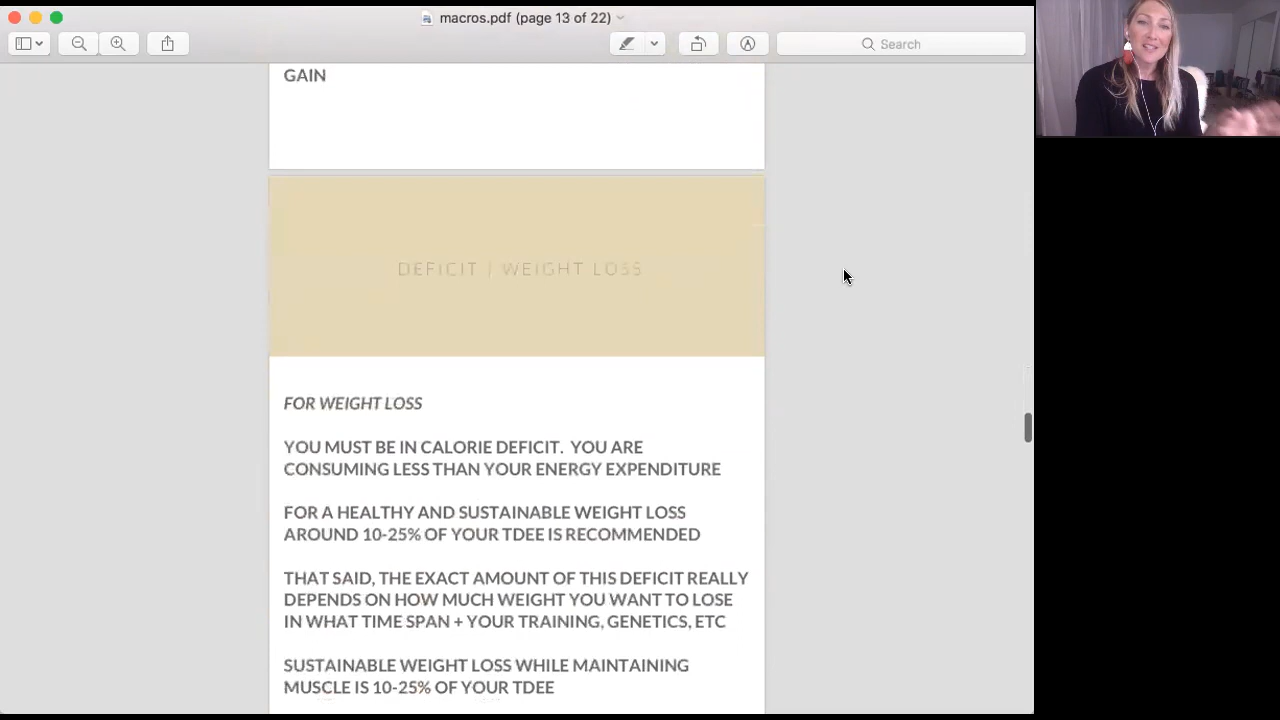 macros.pdf (page 13 of 22)
Search
GAIN
DEFICIT | WEIGHT LOSS
FOR WEIGHT LOSS
YOU MUST BE IN CALORIE DEFICIT. YOU ARE
CONSUMING LESS THAN YOUR ENERGY EXPENDITURE
FOR A HEALTHY AND SUSTAINABLE WEIGHT LOSS
AROUND 10-25% OF YOUR TDEE IS RECOMMENDED
THAT SAID, THE EXACT AMOUNT OF THIS DEFICIT REALLY
DEPENDS ON HOW MUCH WEIGHT YOU WANT TO LOSE
IN WHAT TIME SPAN + YOUR TRAINING, GENETICS, ETC
SUSTAINABLE WEIGHT LOSS WHILE MAINTAINING
MUSCLE IS 10-25% OF YOUR TDEE